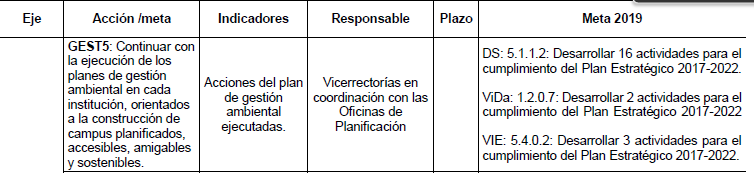 Eje Acción /meta Indicadores Responsable Plazo Meta 2019
GEST5: Continuar con
la ejecución de los
planes de gestión
ambiental en cada
institución, orientados
a la construcción de
campus planificados,
accesibles, amigables
y sostenibles.
Acciones del plan
de gestión
ambiental
ejecutadas.
Vicerrectorías en
coordinación con las
Oficinas de
Planificación
DS: 5.1.1.2: Desarrollar 16 actividades para el
cumplimiento del Plan Estratégico 2017-2022.
ViDa: 1.2.0.7: Desarrollar 2 actividades para el
cumplimiento del Plan Estratégico 2017-2022
VIE: 5.4.0.2: Desarrollar 3 actividades para el
cumplimiento del Plan Estratégico 2017-2022.